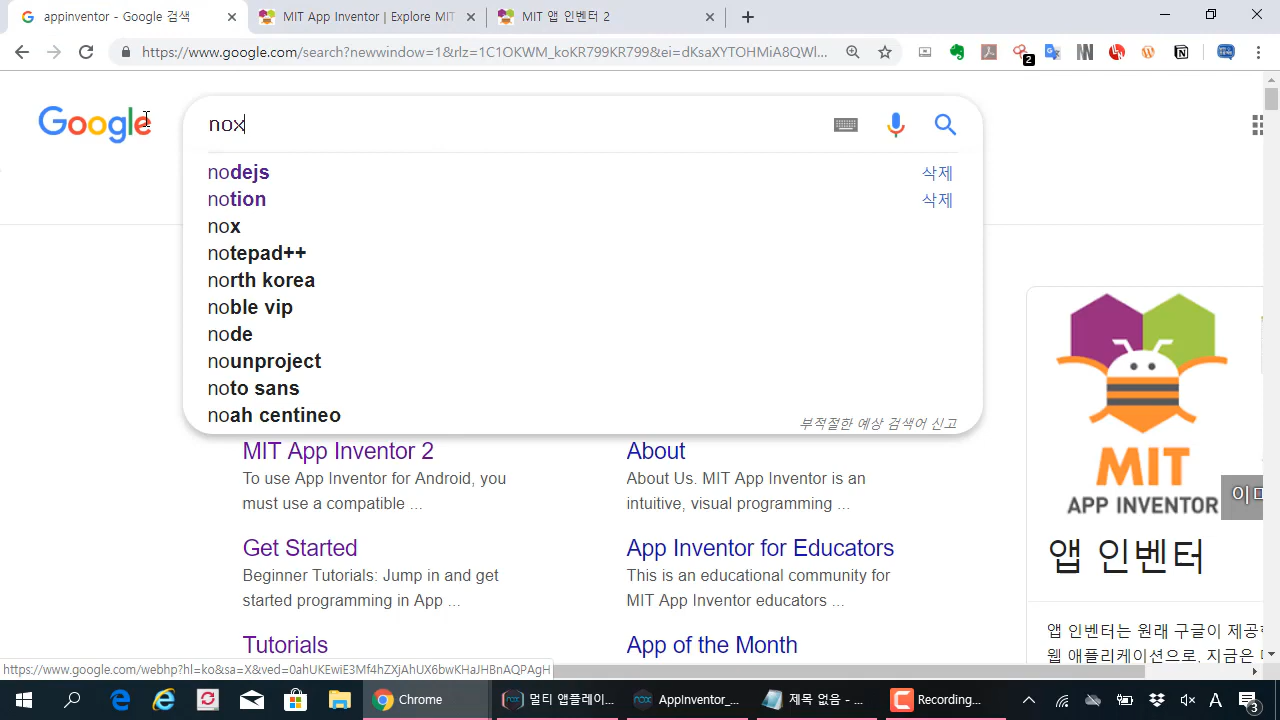 appinventor - Google 검색
MIT App Inventor | Explore MIT
MIT 앱 인벤터 2
https://www.google.com/search?newwindow=1&rlz=1C1OKWM_koKR799KR799&ei=dKsaXYTOHMiA8QWl...
2
Google
nox
nodejs 삭제
notion 삭제
nox
notepad++
north korea
noble vip
node
nounproject
noto sans
noah centineo
부적절한 예상 검색어 신고
MIT App Inventor 2
To use App Inventor for Android, you
must use a compatible ...
About
About Us. MIT App Inventor is an
intuitive, visual programming ...
Get Started
Beginner Tutorials: Jump in and get
started programming in App ...
App Inventor for Educators
This is an educational community for
MIT App Inventor educators ...
Tutorials
App of the Month
MIT
APP INVENTOR
앱 인벤터
앱 인벤터는 원래 구글이 제공
웹 애플리케이션으로, 지금은
https://www.google.com/webhp?hl=ko&sa=X&ved=0ahUKEwiE3Mf4hZXjAhUX6bwKHaJHBnAQPAgH
Chrome
멀티 앱플레이...
AppInventor_...
제목 없음 - ...
Recording...
A
3